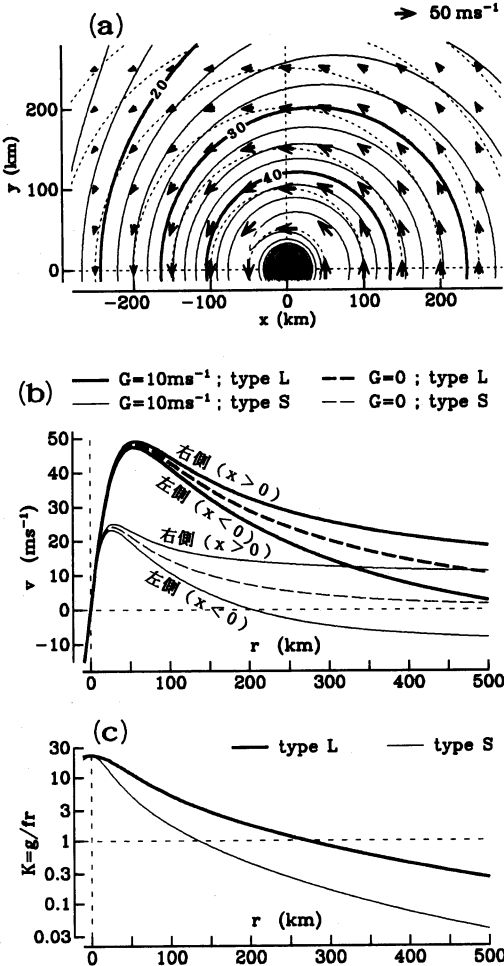 (a)
50 ms⁻¹
y (km)
200
100
0
20
30
40
−200 −100 0 100 200
x (km)
(b)
G=10ms⁻¹ ; type L G=0 ; type L
G=10ms⁻¹ ; type S G=0 ; type S
v (ms⁻¹)
50
40
30
20
10
0
−10
右側 (x>0)
左側 (x<0)
右側 (x>0)
左側 (x<0)
r (km)
0 100 200 300 400 500
(c)
type L type S
K=g/fr
30
10
3
1
0.3
0.1
0.03
r (km)
0 100 200 300 400 500